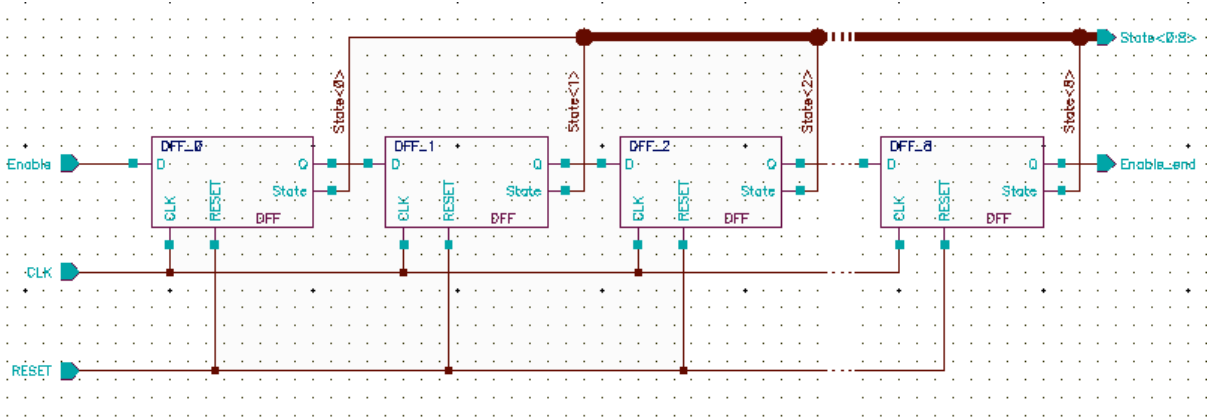 State<0:8>
State<0>
State<1>
State<2>
State<8>
DFF_0
DFF_1
DFF_2
DFF_8
Enable
D
Q
D
Q
D
Q
D
Q
Enable_end
State
State
State
State
CLK
RESET
DFF
CLK
RESET
DFF
CLK
RESET
DFF
CLK
RESET
DFF
CLK
RESET